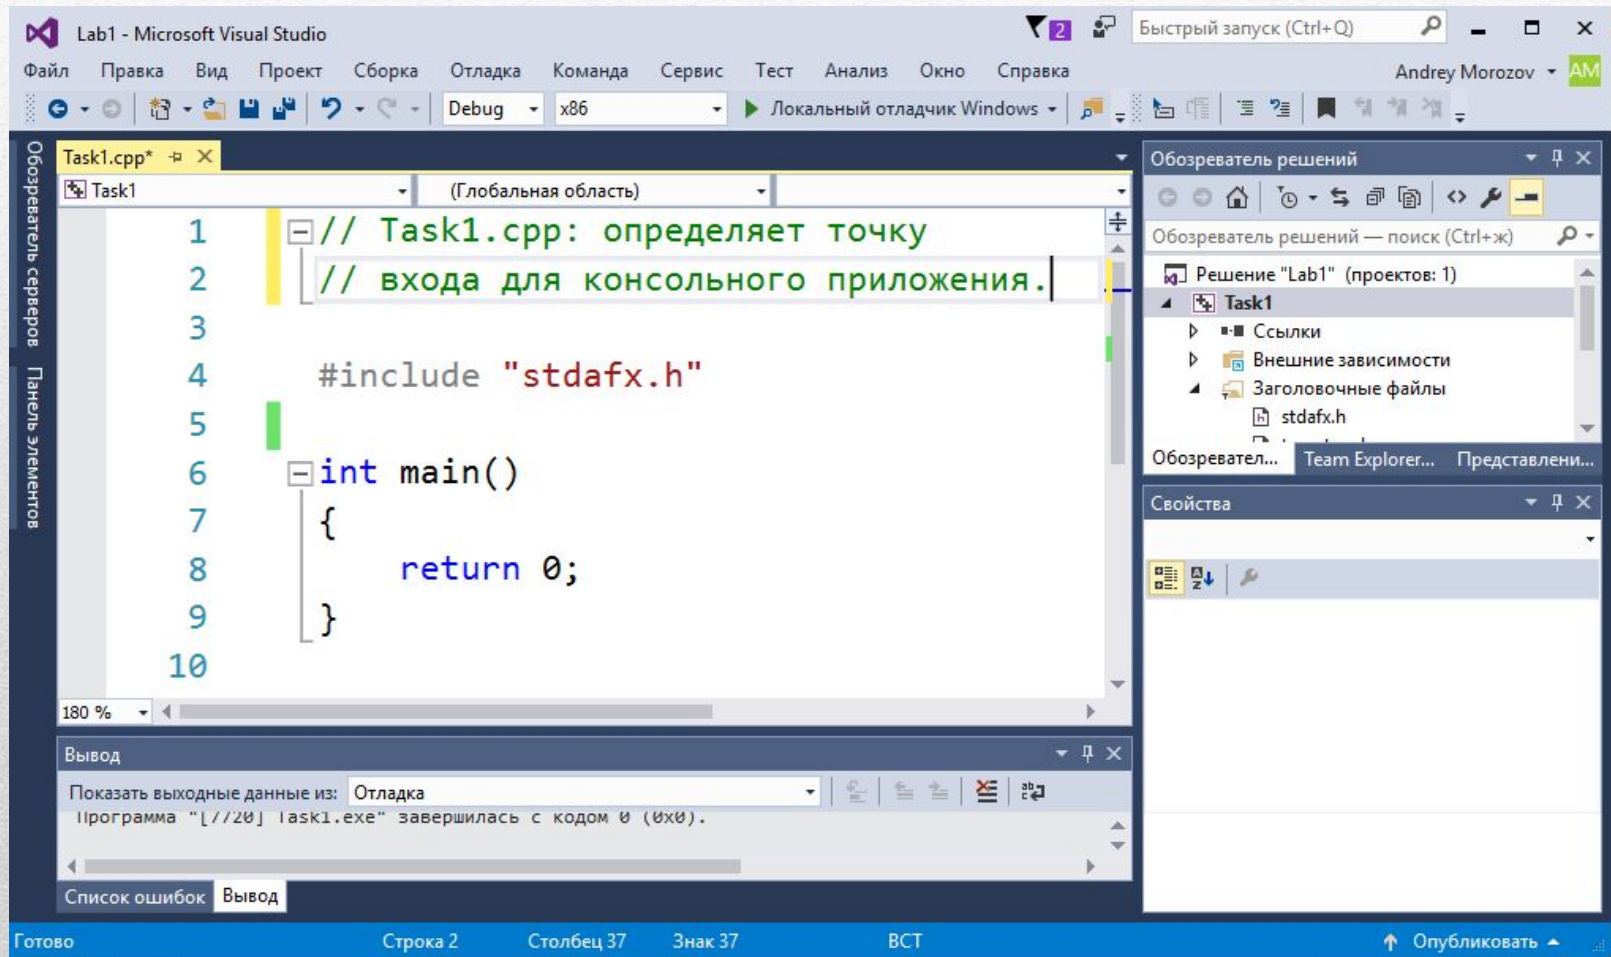 Lab1 - Microsoft Visual Studio
2
Быстрый запуск (Ctrl+Q)
Файл Правка Вид Проект Сборка Отладка Команда Сервис Тест Анализ Окно Справка
Andrey Morozov AM
Debug x86 Локальный отладчик Windows
Обозреватель серверов
Панель элементов
Task1.cpp*
Task1 (Глобальная область)
1 // Task1.cpp: определяет точку
2 // входа для консольного приложения.
3
4 #include "stdafx.h"
5
6 int main()
7 {
8 return 0;
9 }
10
180 %
Вывод
Показать выходные данные из: Отладка
Программа "[7720] Task1.exe" завершилась с кодом 0 (0x0).
Список ошибок Вывод
Обозреватель решений
Обозреватель решений — поиск (Ctrl+ж)
Решение "Lab1" (проектов: 1)
Task1
Ссылки
Внешние зависимости
Заголовочные файлы
stdafx.h
Обозревател... Team Explorer... Представлени...
Свойства
Готово Строка 2 Столбец 37 Знак 37 ВСТ Опубликовать